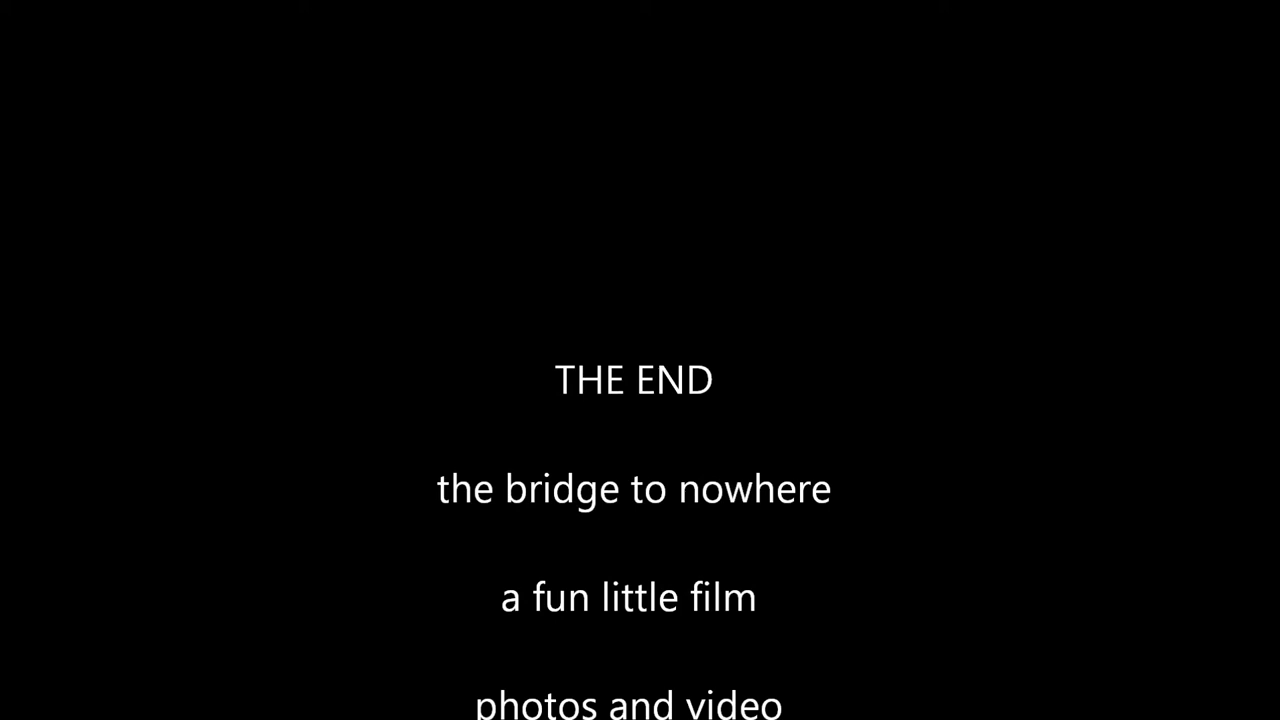 THE END
the bridge to nowhere
a fun little film
photos and video